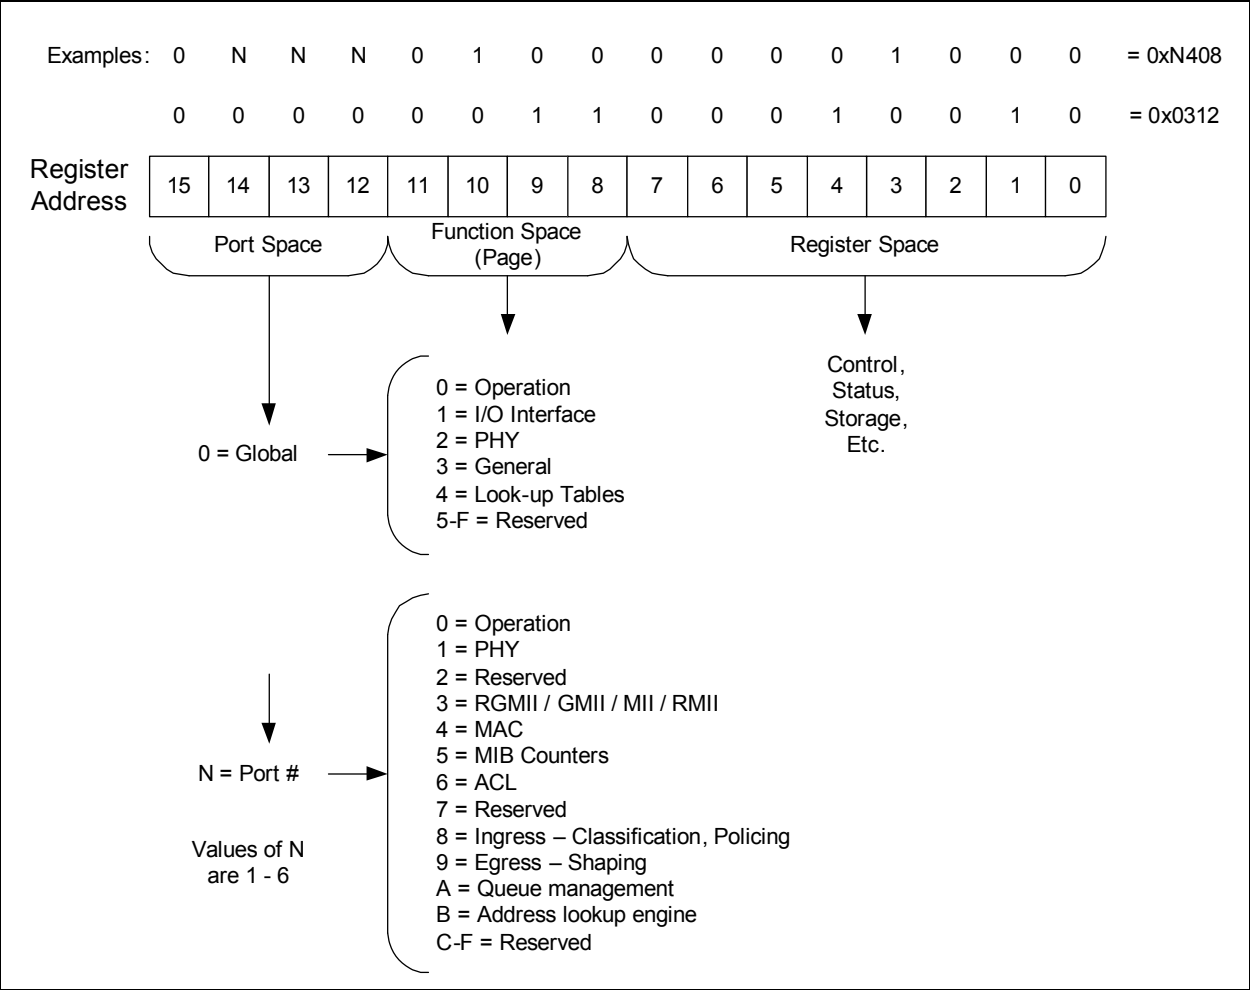 Examples: 0 N N N 0 1 0 0 0 0 0 0 1 0 0 0 = 0xN408
0 0 0 0 0 0 1 1 0 0 0 1 0 0 1 0 = 0x0312
Register
Address
15 14 13 12 11 10 9 8 7 6 5 4 3 2 1 0
Port Space
Function Space
(Page)
Register Space
Control,
Status,
Storage,
Etc.
0 = Global
0 = Operation
1 = I/O Interface
2 = PHY
3 = General
4 = Look-up Tables
5-F = Reserved
N = Port #
Values of N
are 1 - 6
0 = Operation
1 = PHY
2 = Reserved
3 = RGMII / GMII / MII / RMII
4 = MAC
5 = MIB Counters
6 = ACL
7 = Reserved
8 = Ingress – Classification, Policing
9 = Egress – Shaping
A = Queue management
B = Address lookup engine
C-F = Reserved